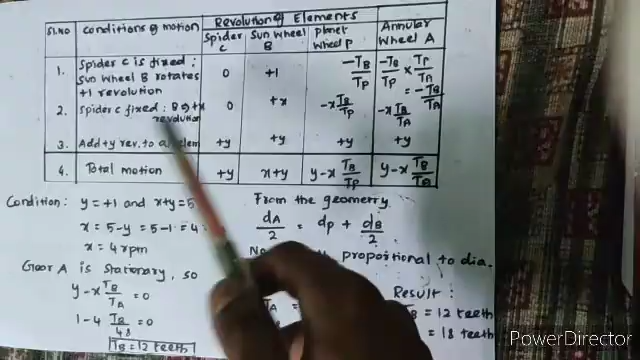 Sl.No Conditions of motion Revolution of Elements
Spider C Sun wheel B Planet wheel P Annular wheel A
1. Spider C is fixed ; Sun wheel B rotates +1 revolution 0 +1 -TB/TP -TB/TP × TP/TA = -TB/TA
2. Spider C fixed : B → +x revolution 0 +x -x TB/TP -x TB/TA
3. Add +y rev. to a elem +y +y +y +y
4. Total motion +y x+y y-x TB/TP y-x TB/TA
Condition: y = +1 and x+y = 5
x = 5-y = 5-1 = 4
x = 4 rpm
Gear A is Stationary, so
y-x TB/TA = 0
1-4 TB/48 = 0
TB = 12 teeth
From the geometry
dA/2 = dp + dB/2
No proportional to dia.
TA =
Result :
TB = 12 teeth
= 18 teeth
PowerDirector